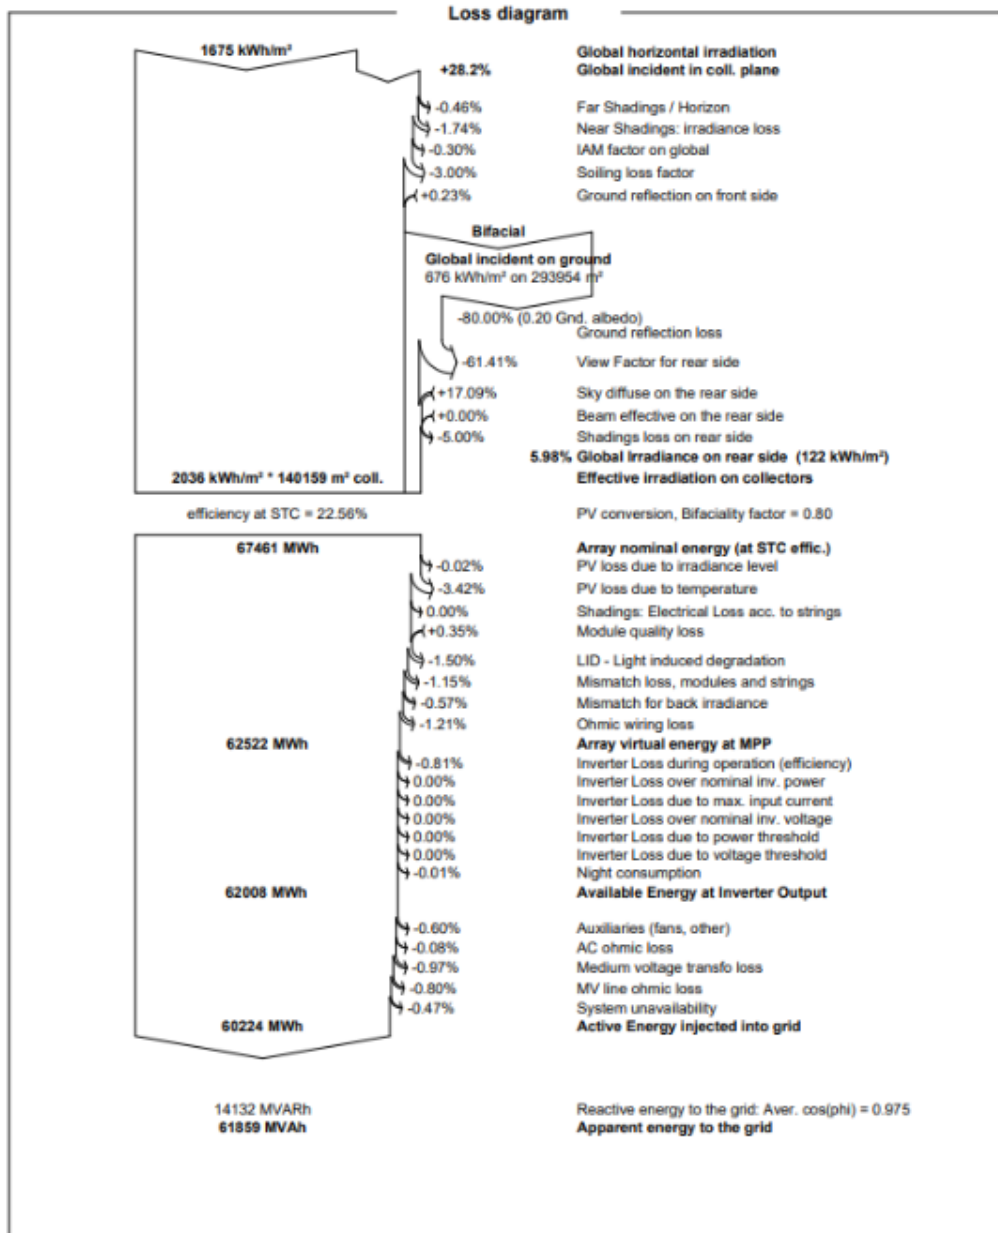 Loss diagram
1675 kWh/m² Global horizontal irradiation
+28.2% Global incident in coll. plane
-0.46% Far Shadings / Horizon
-1.74% Near Shadings: irradiance loss
-0.30% IAM factor on global
-3.00% Soiling loss factor
+0.23% Ground reflection on front side
Bifacial
Global incident on ground
676 kWh/m² on 293954 m²
-80.00% (0.20 Gnd. albedo)
Ground reflection loss
-61.41% View Factor for rear side
+17.09% Sky diffuse on the rear side
+0.00% Beam effective on the rear side
-5.00% Shadings loss on rear side
5.98% Global Irradiance on rear side (122 kWh/m²)
2036 kWh/m² * 140159 m² coll. Effective irradiation on collectors
efficiency at STC = 22.56% PV conversion, Bifaciality factor = 0.80
67461 MWh Array nominal energy (at STC effic.)
-0.02% PV loss due to irradiance level
-3.42% PV loss due to temperature
0.00% Shadings: Electrical Loss acc. to strings
+0.35% Module quality loss
-1.50% LID - Light induced degradation
-1.15% Mismatch loss, modules and strings
-0.57% Mismatch for back irradiance
-1.21% Ohmic wiring loss
62522 MWh Array virtual energy at MPP
-0.81% Inverter Loss during operation (efficiency)
0.00% Inverter Loss over nominal inv. power
0.00% Inverter Loss due to max. input current
0.00% Inverter Loss over nominal inv. voltage
0.00% Inverter Loss due to power threshold
0.00% Inverter Loss due to voltage threshold
-0.01% Night consumption
62008 MWh Available Energy at Inverter Output
-0.60% Auxiliaries (fans, other)
-0.08% AC ohmic loss
-0.97% Medium voltage transfo loss
-0.80% MV line ohmic loss
-0.47% System unavailability
60224 MWh Active Energy injected into grid
14132 MVARh Reactive energy to the grid: Aver. cos(phi) = 0.975
61859 MVAh Apparent energy to the grid